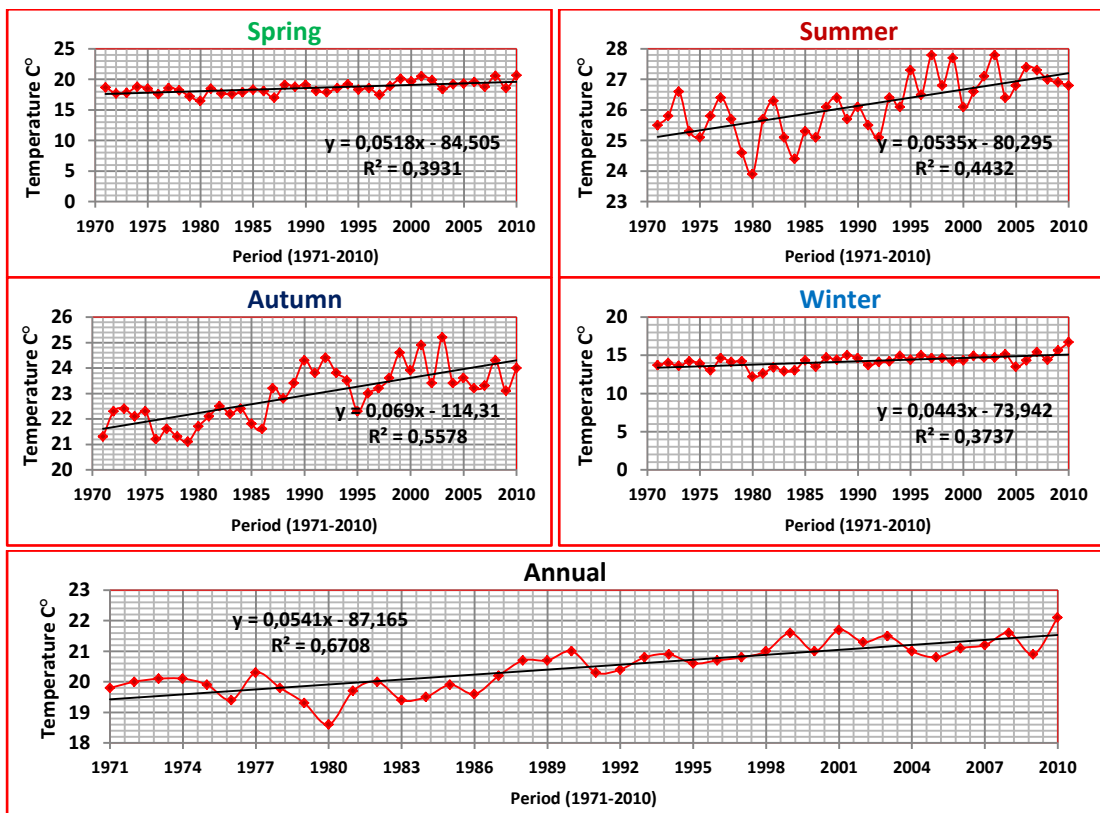 Spring
Temperature C°
25
20
15
10
5
0
y = 0,0518x - 84,505
R² = 0,3931
1970 1975 1980 1985 1990 1995 2000 2005 2010
Period (1971-2010)
Summer
Temperature C°
28
27
26
25
24
23
y = 0,0535x - 80,295
R² = 0,4432
1970 1975 1980 1985 1990 1995 2000 2005 2010
Period (1971-2010)
Autumn
Temperature C°
26
25
24
23
22
21
20
y = 0,069x - 114,31
R² = 0,5578
1970 1975 1980 1985 1990 1995 2000 2005 2010
Period (1971-2010)
Winter
Temperature C°
20
15
10
5
0
y = 0,0443x - 73,942
R² = 0,3737
1970 1975 1980 1985 1990 1995 2000 2005 2010
Period (1971-2010)
Annual
Temperature C°
23
22
21
20
19
18
y = 0,0541x - 87,165
R² = 0,6708
1971 1974 1977 1980 1983 1986 1989 1992 1995 1998 2001 2004 2007 2010
Period (1971-2010)